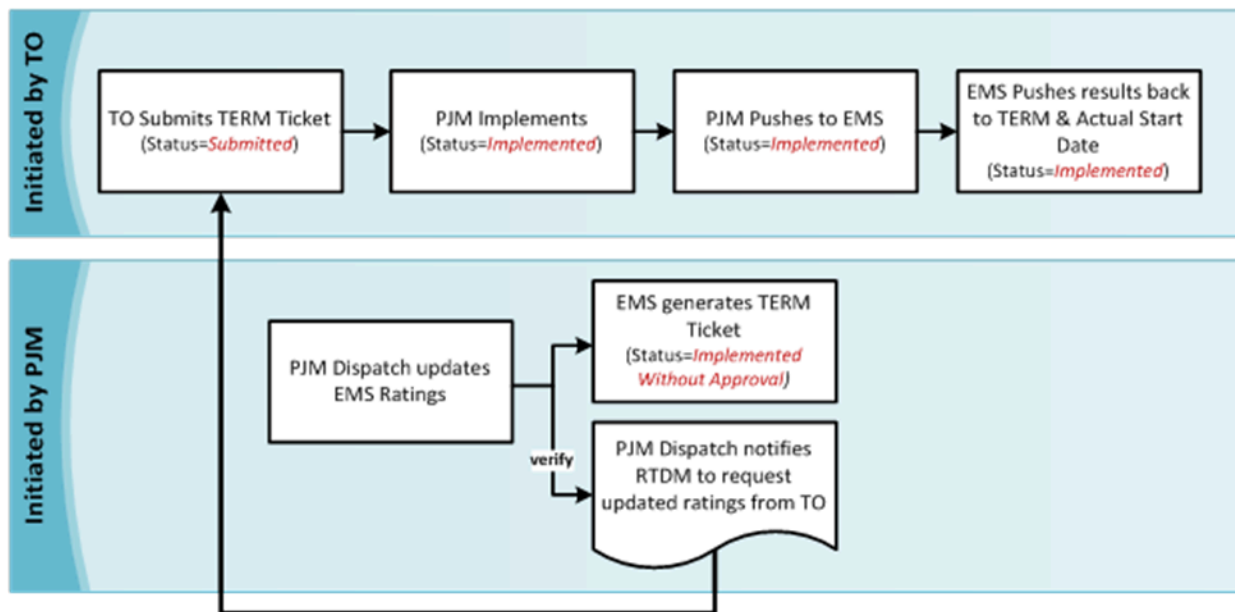 Initiated by TO
TO Submits TERM Ticket
(Status=Submitted)
PJM Implements
(Status=Implemented)
PJM Pushes to EMS
(Status=Implemented)
EMS Pushes results back
to TERM & Actual Start
Date
(Status=Implemented)
Initiated by PJM
PJM Dispatch updates
EMS Ratings
EMS generates TERM
Ticket
(Status=Implemented
Without Approval)
verify
PJM Dispatch notifies
RTDM to request
updated ratings from TO